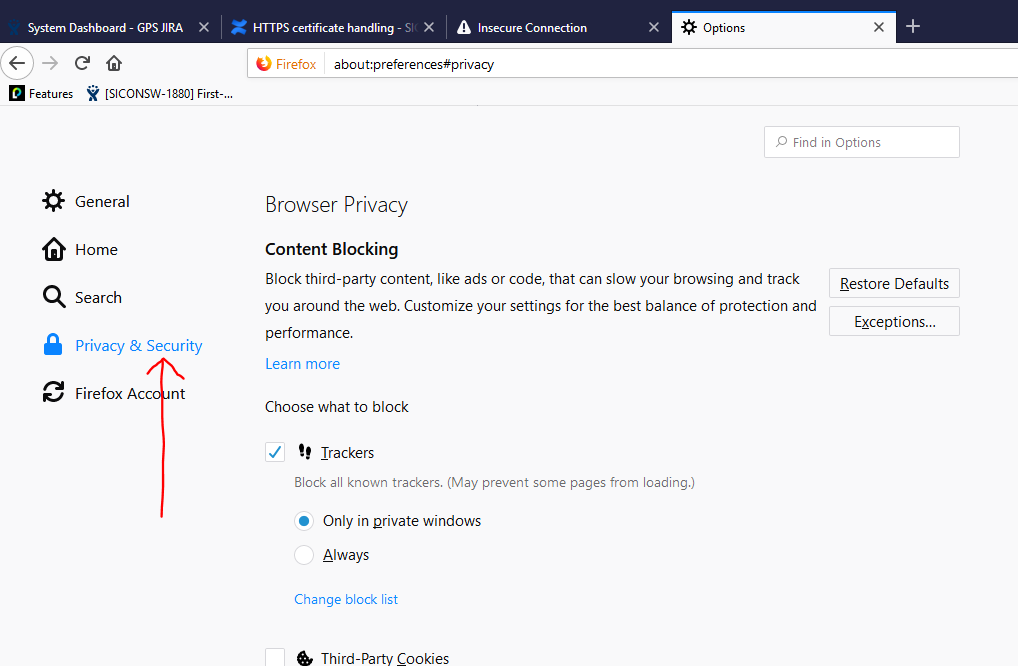 System Dashboard - GPS JIRA
HTTPS certificate handling - SIC
Insecure Connection
Options
Firefox
about:preferences#privacy
Features
[SICONSW-1880] First-...
Find in Options
General
Home
Search
Privacy & Security
Firefox Account
Browser Privacy
Content Blocking
Block third-party content, like ads or code, that can slow your browsing and track
you around the web. Customize your settings for the best balance of protection and
performance.
Learn more
Restore Defaults
Exceptions...
Choose what to block
Trackers
Block all known trackers. (May prevent some pages from loading.)
Only in private windows
Always
Change block list
Third-Party Cookies